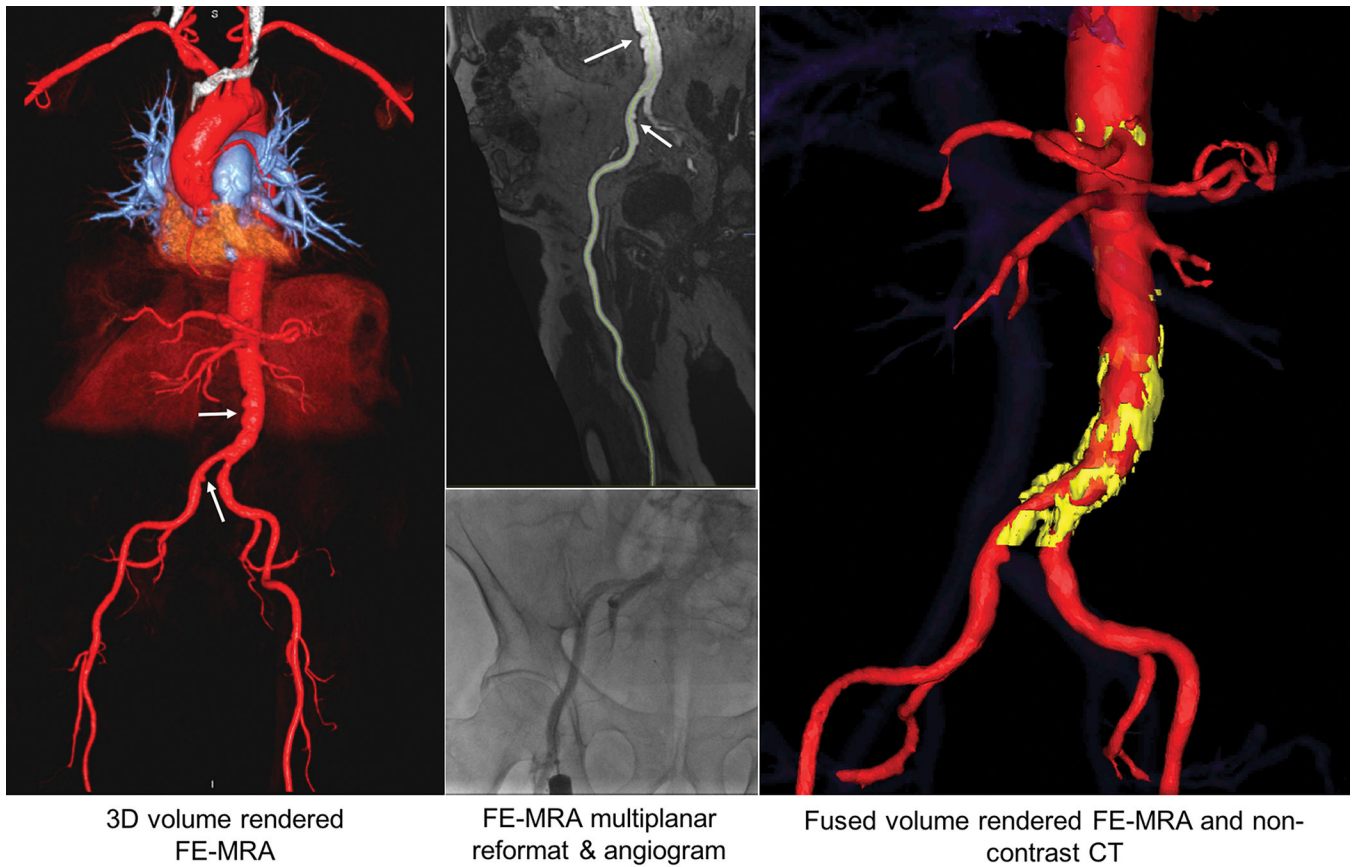 S
I
3D volume rendered
FE-MRA
FE-MRA multiplanar
reformat & angiogram
Fused volume rendered FE-MRA and non-
contrast CT